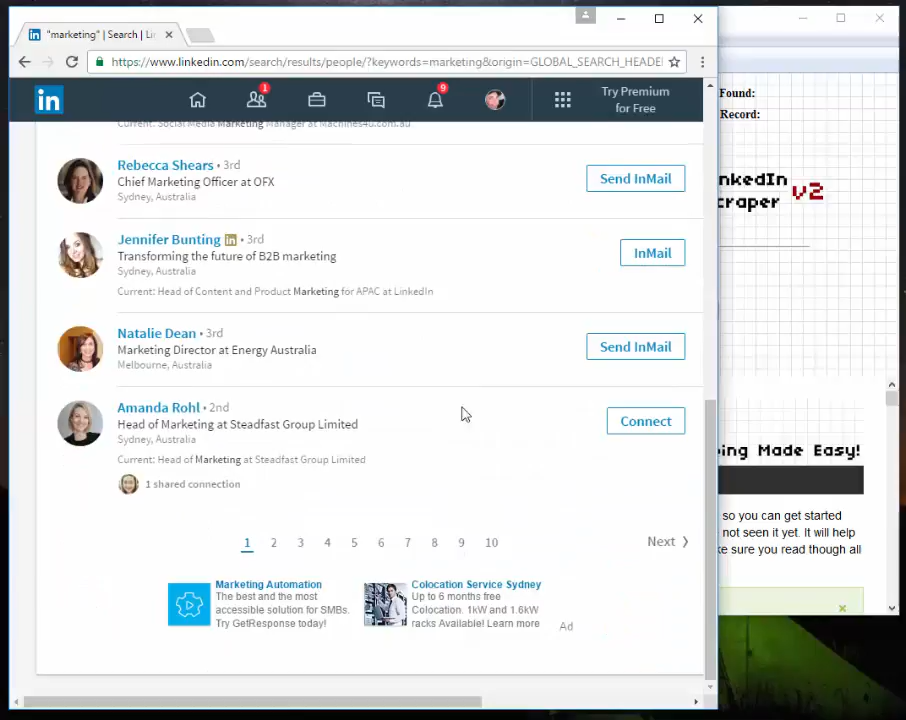 "marketing" | Search | Li
https://www.linkedin.com/search/results/people/?keywords=marketing&origin=GLOBAL_SEARCH_HEADE
in
1
9
Try Premium
for Free
Current: Social Media Marketing Manager at Machines4u.com.au
Rebecca Shears • 3rd
Chief Marketing Officer at OFX
Sydney, Australia
Send InMail
Jennifer Bunting in • 3rd
Transforming the future of B2B marketing
Sydney, Australia
Current: Head of Content and Product Marketing for APAC at LinkedIn
InMail
Natalie Dean • 3rd
Marketing Director at Energy Australia
Melbourne, Australia
Send InMail
Amanda Rohl • 2nd
Head of Marketing at Steadfast Group Limited
Sydney, Australia
Current: Head of Marketing at Steadfast Group Limited
1 shared connection
Connect
1 2 3 4 5 6 7 8 9 10 Next
Marketing Automation
The best and the most
accessible solution for SMBs.
Try GetResponse today!
Colocation Service Sydney
Up to 6 months free
Colocation. 1kW and 1.6kW
racks Available! Learn more
Ad
Found:
Record:
nkedIn
craper v2
ing Made Easy!
so you can get started
not seen it yet. It will help
ke sure you read though all